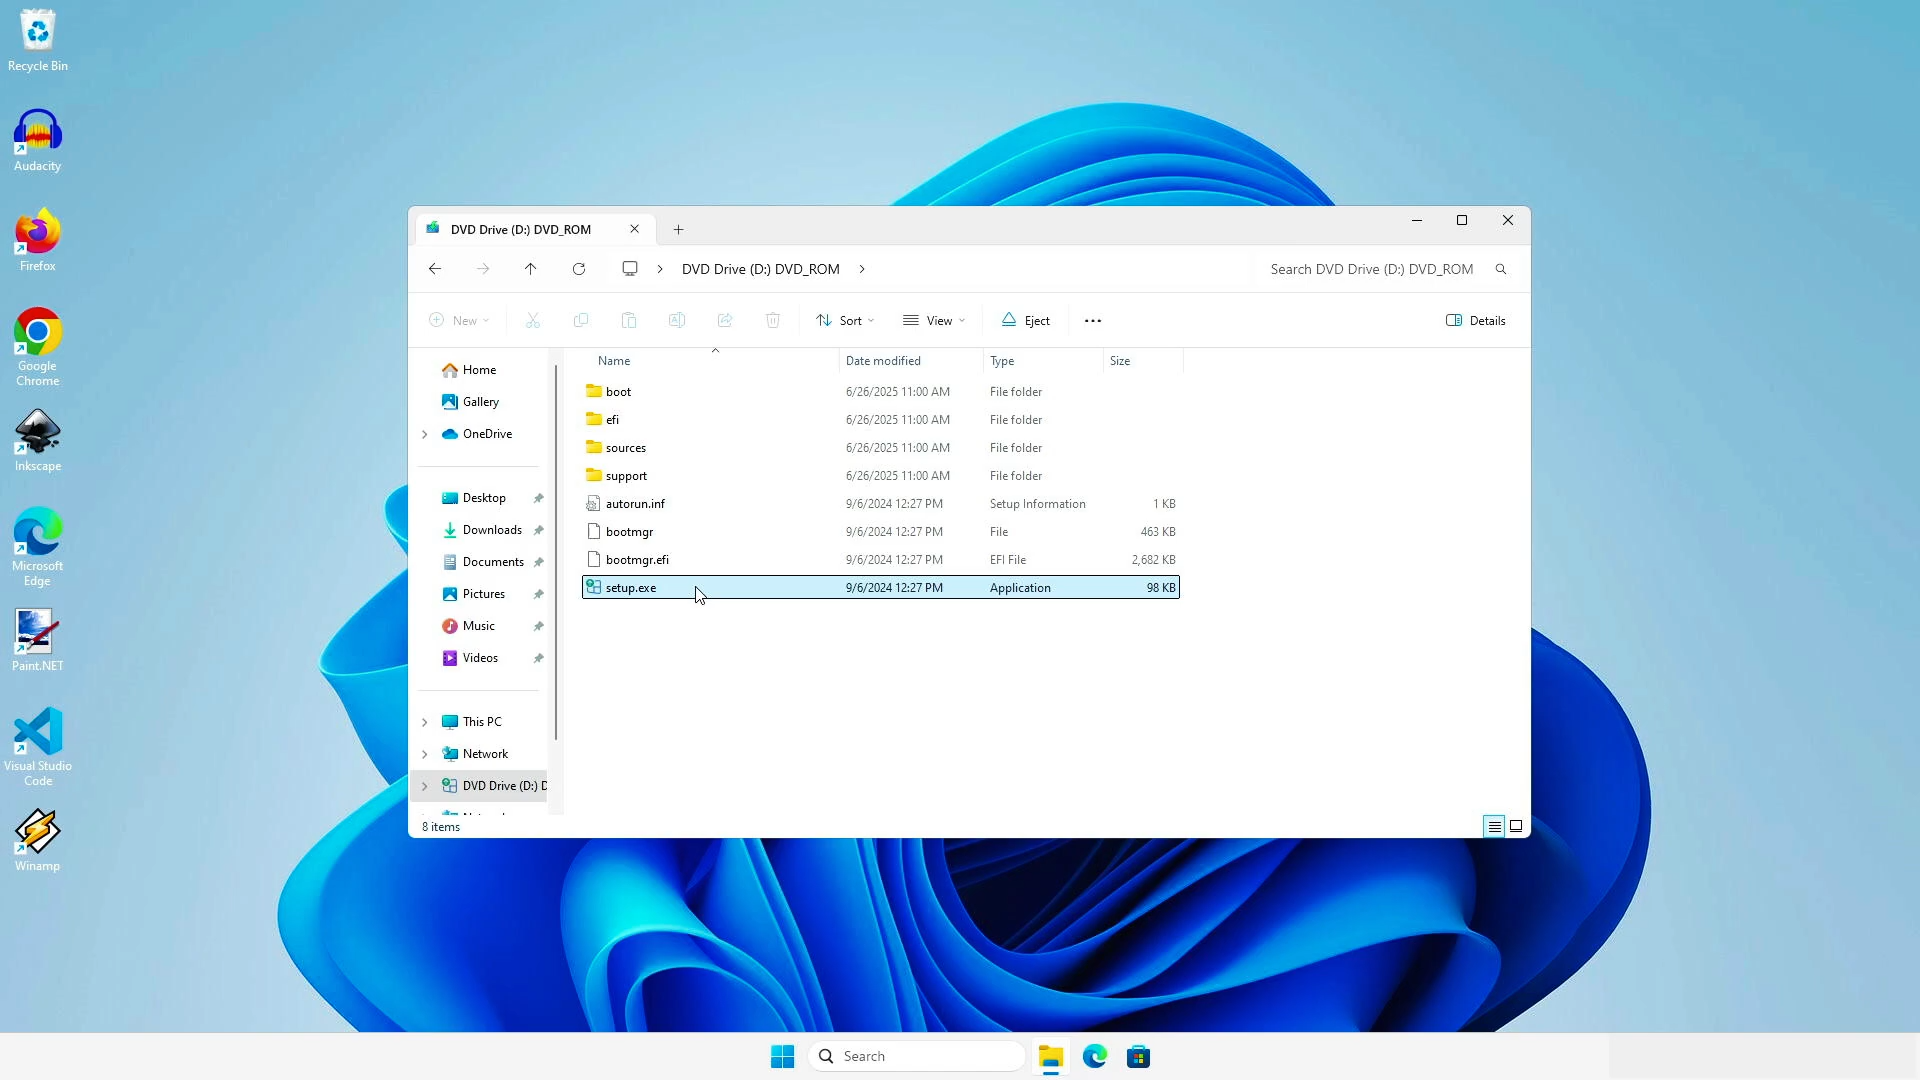 Recycle Bin
Audacity
Firefox
Google
Chrome
Inkscape
Microsoft
Edge
Paint.NET
Visual Studio
Code
Winamp
DVD Drive (D:) DVD_ROM
DVD Drive (D:) DVD_ROM
Search DVD Drive (D:) DVD_ROM
New
Sort
View
Eject
Details
Home
Gallery
OneDrive
Desktop
Downloads
Documents
Pictures
Music
Videos
This PC
Network
DVD Drive (D:) D
Name Date modified Type Size
boot 6/26/2025 11:00 AM File folder
efi 6/26/2025 11:00 AM File folder
sources 6/26/2025 11:00 AM File folder
support 6/26/2025 11:00 AM File folder
autorun.inf 9/6/2024 12:27 PM Setup Information 1 KB
bootmgr 9/6/2024 12:27 PM File 463 KB
bootmgr.efi 9/6/2024 12:27 PM EFI File 2,682 KB
setup.exe 9/6/2024 12:27 PM Application 98 KB
8 items
Search